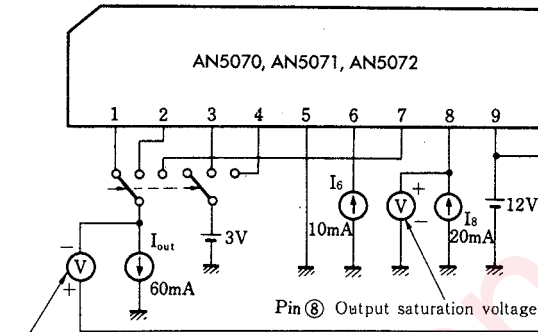 AN5070, AN5071, AN5072
1 2 3 4 5 6 7 8 9
V
I_out
60mA
3V
I6
10mA
V
I8
20mA
12V
Pin ⑧ Output saturation voltage